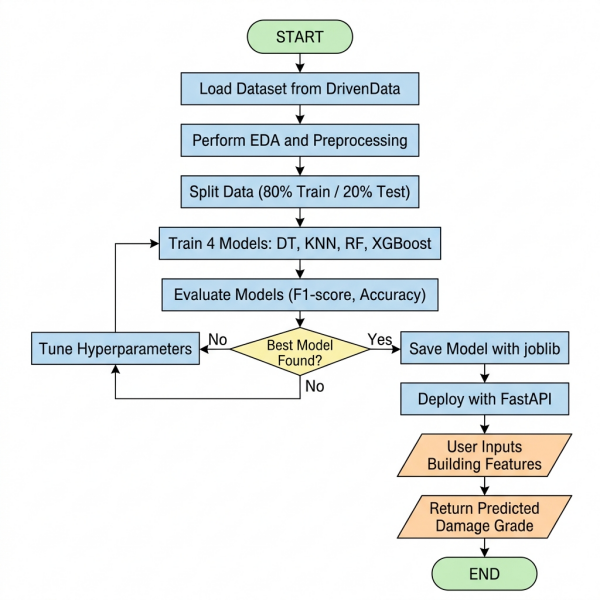 START
Load Dataset from DrivenData
Perform EDA and Preprocessing
Split Data (80% Train / 20% Test)
Train 4 Models: DT, KNN, RF, XGBoost
Evaluate Models (F1-score, Accuracy)
Best Model
Found?
No
Tune Hyperparameters
No
Yes
Save Model with joblib
Deploy with FastAPI
User Inputs
Building Features
Return Predicted
Damage Grade
END